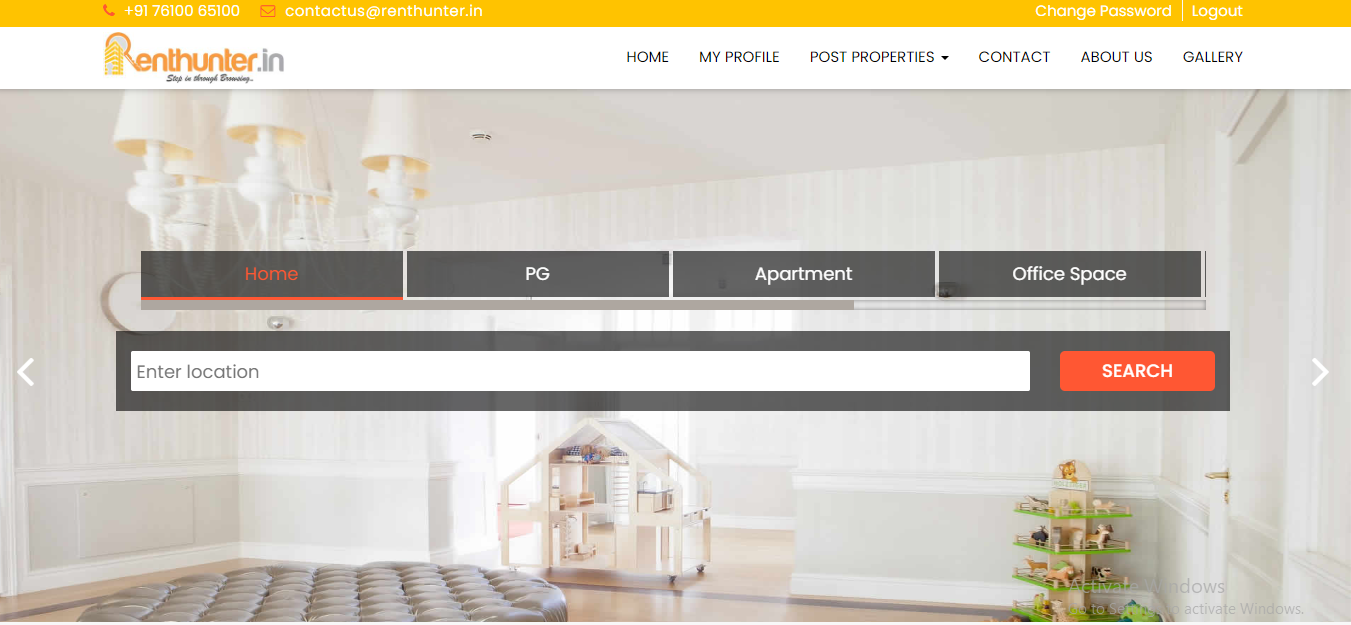 +91 76100 65100 contactus@renthunter.in Change Password Logout
Renthunter.in
Step in through Browsing..
HOME MY PROFILE POST PROPERTIES CONTACT ABOUT US GALLERY
Home PG Apartment Office Space
Enter location SEARCH
Activate Windows
Go to Settings to activate Windows.